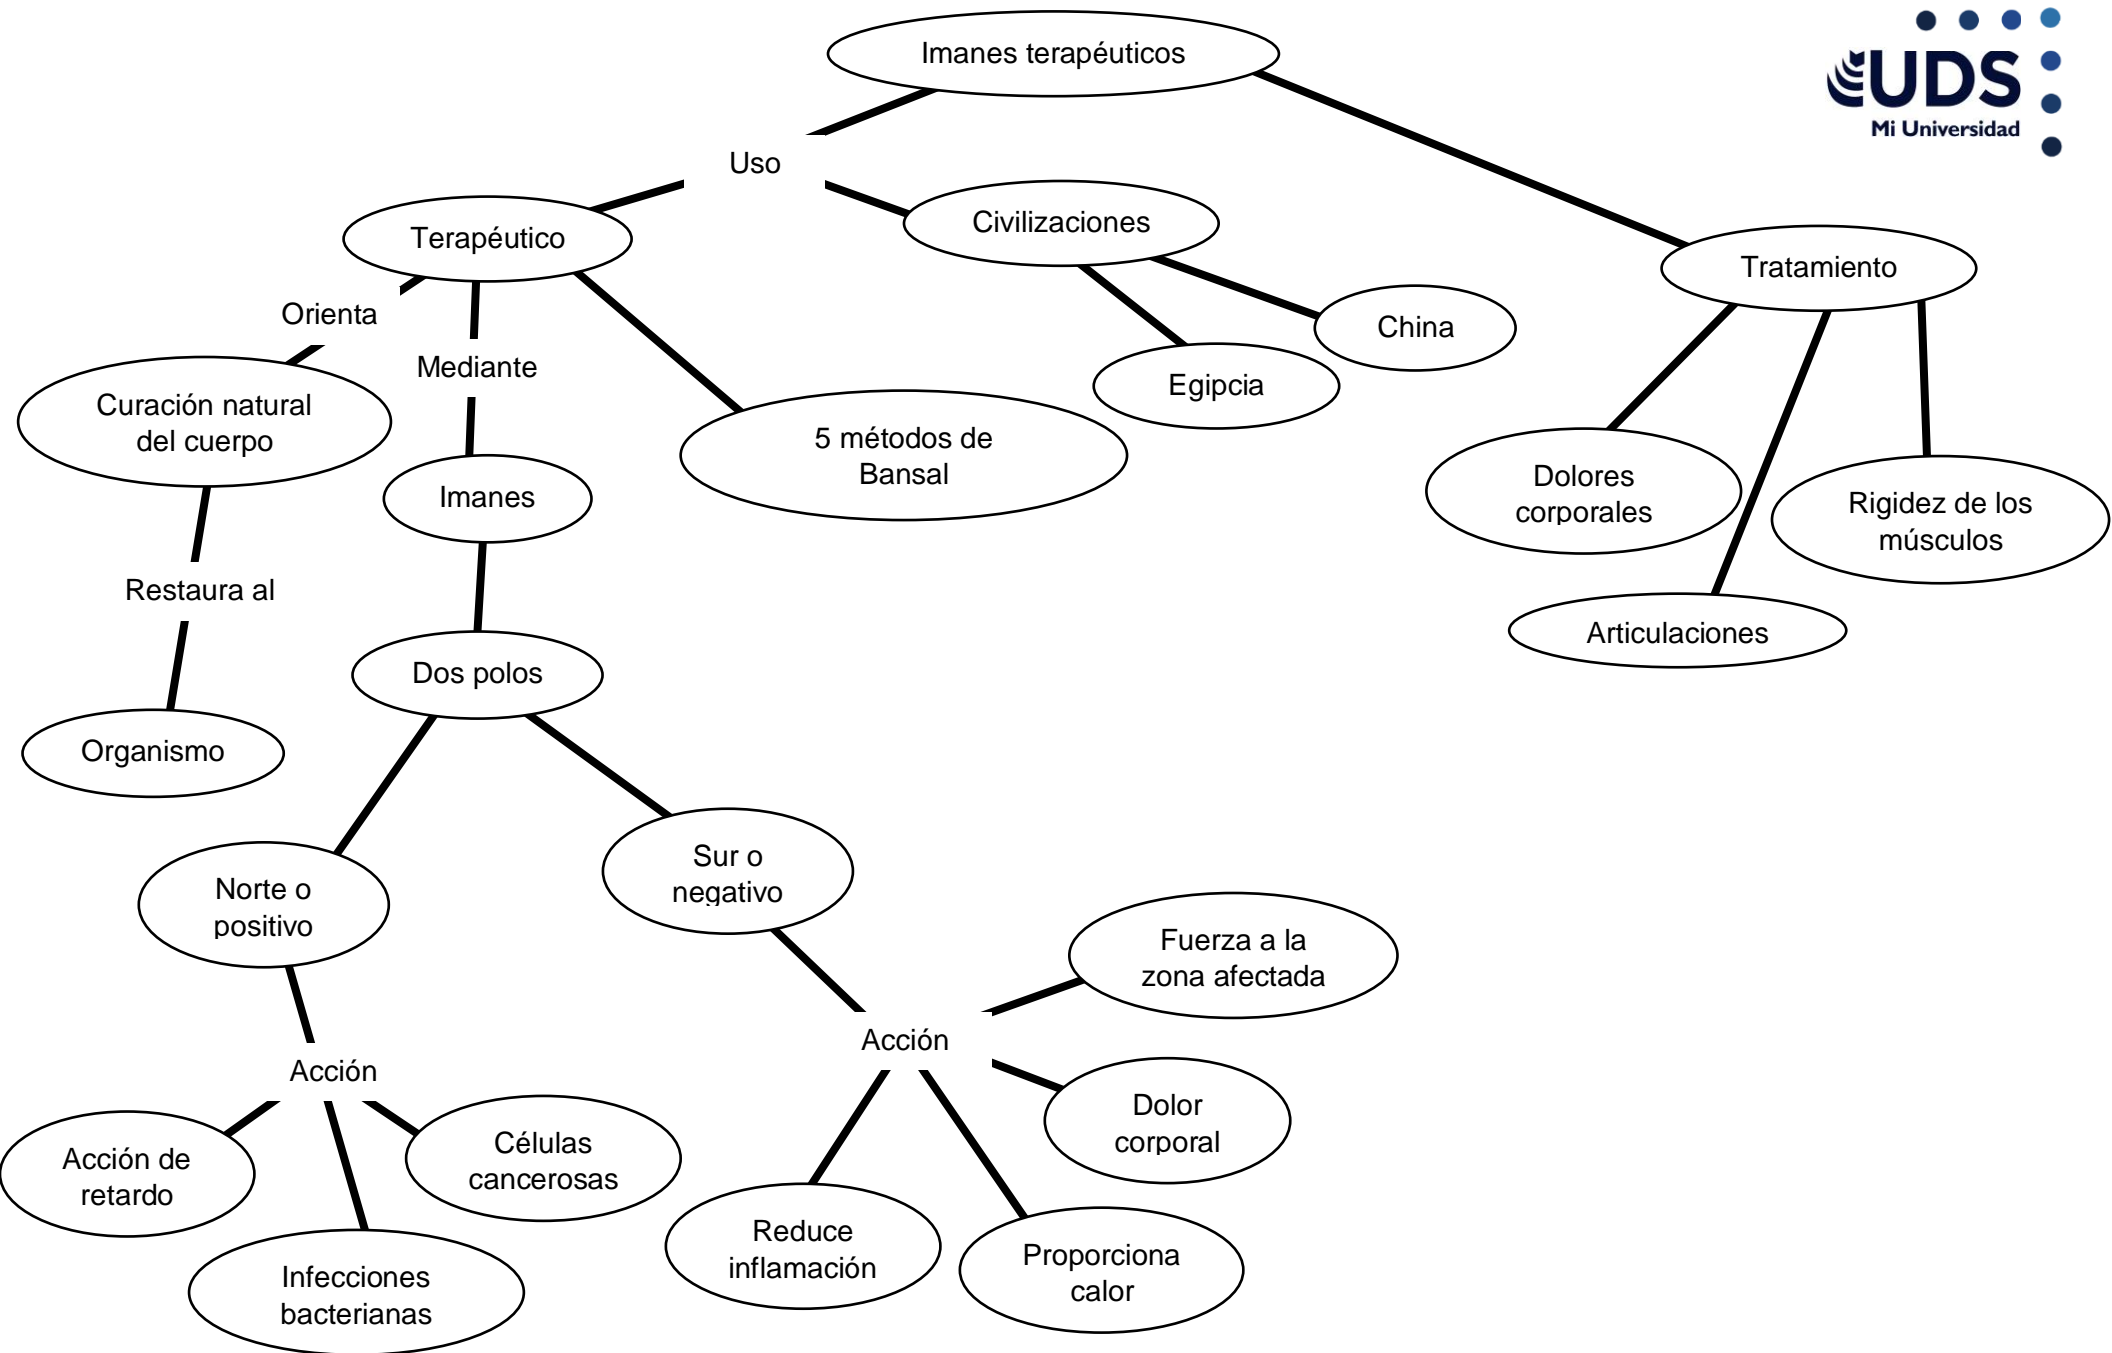 Imanes terapéuticos
UDS
Mi Universidad
Uso
Terapéutico
Civilizaciones
Tratamiento
Orienta
China
Mediante
Egipcia
Curación natural
del cuerpo
5 métodos de
Bansal
Imanes
Dolores
corporales
Rigidez de los
músculos
Restaura al
Articulaciones
Dos polos
Organismo
Sur o
negativo
Norte o
positivo
Fuerza a la
zona afectada
Acción
Acción
Dolor
corporal
Células
cancerosas
Acción de
retardo
Reduce
inflamación
Proporciona
calor
Infecciones
bacterianas